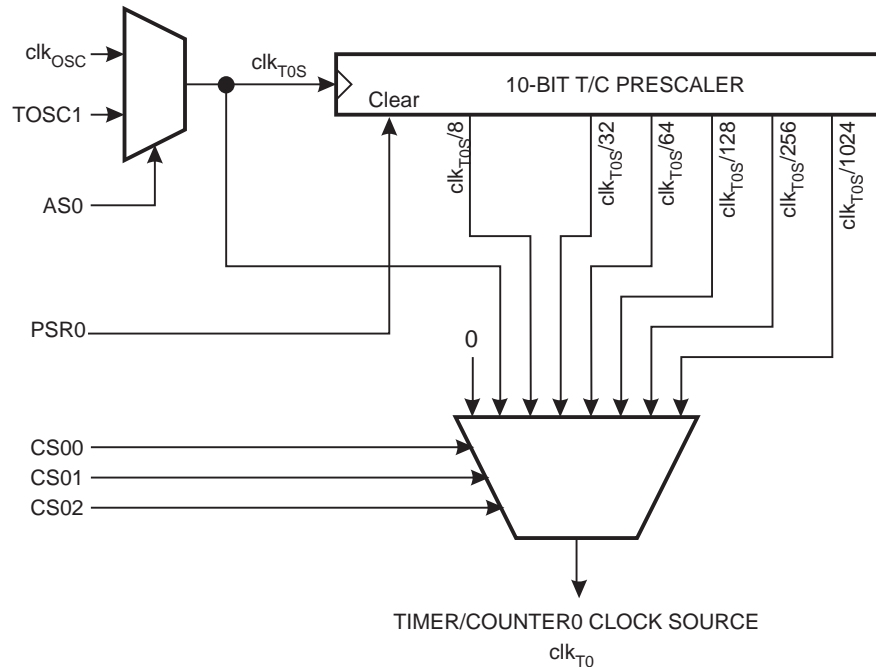 clkOSC
TOSC1
AS0
clkT0S
10-BIT T/C PRESCALER
Clear
clkT0S/8
clkT0S/32
clkT0S/64
clkT0S/128
clkT0S/256
clkT0S/1024
PSR0
0
CS00
CS01
CS02
TIMER/COUNTER0 CLOCK SOURCE
clkT0